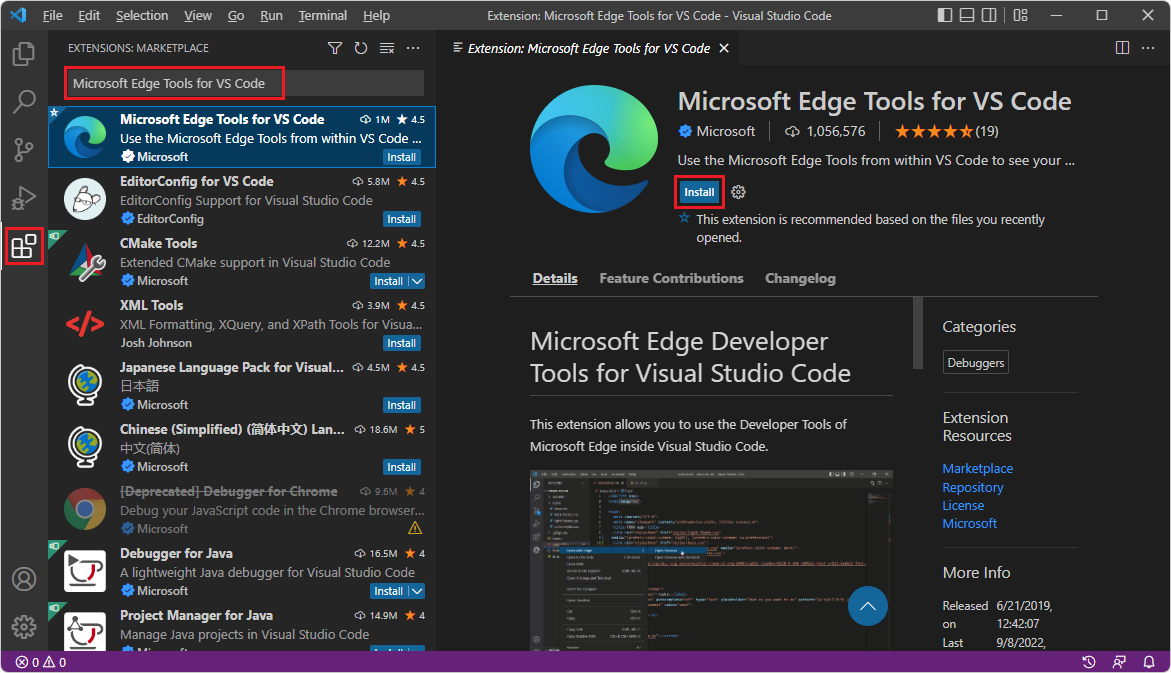 File Edit Selection View Go Run Terminal Help
Extension: Microsoft Edge Tools for VS Code - Visual Studio Code
EXTENSIONS: MARKETPLACE
Microsoft Edge Tools for VS Code
Microsoft Edge Tools for VS Code 1M 4.5
Use the Microsoft Edge Tools from within VS Code ...
Microsoft Install
EditorConfig for VS Code 5.8M 4.5
EditorConfig Support for Visual Studio Code
EditorConfig Install
CMake Tools 12.2M 4.5
Extended CMake support in Visual Studio Code
Microsoft Install
XML Tools 3.9M 4.5
XML Formatting, XQuery, and XPath Tools for Visua...
Josh Johnson Install
Japanese Language Pack for Visual... 4.5M 4.5
日本語
Microsoft Install
Chinese (Simplified) (简体中文) Lan... 18.6M 5
中文(简体)
Microsoft Install
[Deprecated] Debugger for Chrome 9.6M 4
Debug your JavaScript code in the Chrome browser...
Microsoft
Debugger for Java 16.5M 4
A lightweight Java debugger for Visual Studio Code
Microsoft Install
Project Manager for Java 14.9M 4
Manage Java projects in Visual Studio Code
Microsoft Install
0 0
Extension: Microsoft Edge Tools for VS Code
Microsoft Edge Tools for VS Code
Microsoft 1,056,576 (19)
Use the Microsoft Edge Tools from within VS Code to see your ...
Install
This extension is recommended based on the files you recently
opened.
Details Feature Contributions Changelog
Microsoft Edge Developer
Tools for Visual Studio Code
This extension allows you to use the Developer Tools of
Microsoft Edge inside Visual Studio Code.
Categories
Debuggers
Extension
Resources
Marketplace
Repository
License
Microsoft
More Info
Released 6/21/2019,
on 12:42:07
Last 9/8/2022,